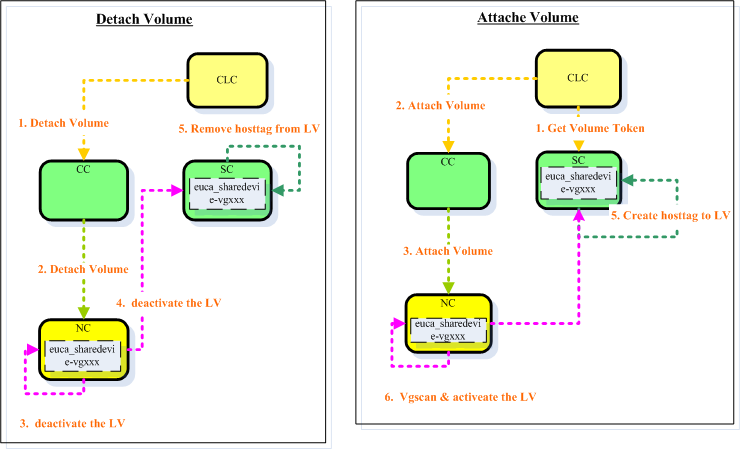 Detach Volume
CLC
1. Detach Volume
5. Remove hosttag from LV
CC
SC
euca_sharedevi
e-vgxxx
2. Detach Volume
4.  deactivate the LV
NC
euca_sharedevi
e-vgxxx
3.  deactivate the LV
Attache Volume
CLC
2. Attach Volume
1. Get Volume Token
CC
SC
euca_sharedevi
e-vgxxx
5. Create hosttag to LV
3. Attach Volume
NC
euca_sharedevi
e-vgxxx
6.  Vgscan & activeate the LV